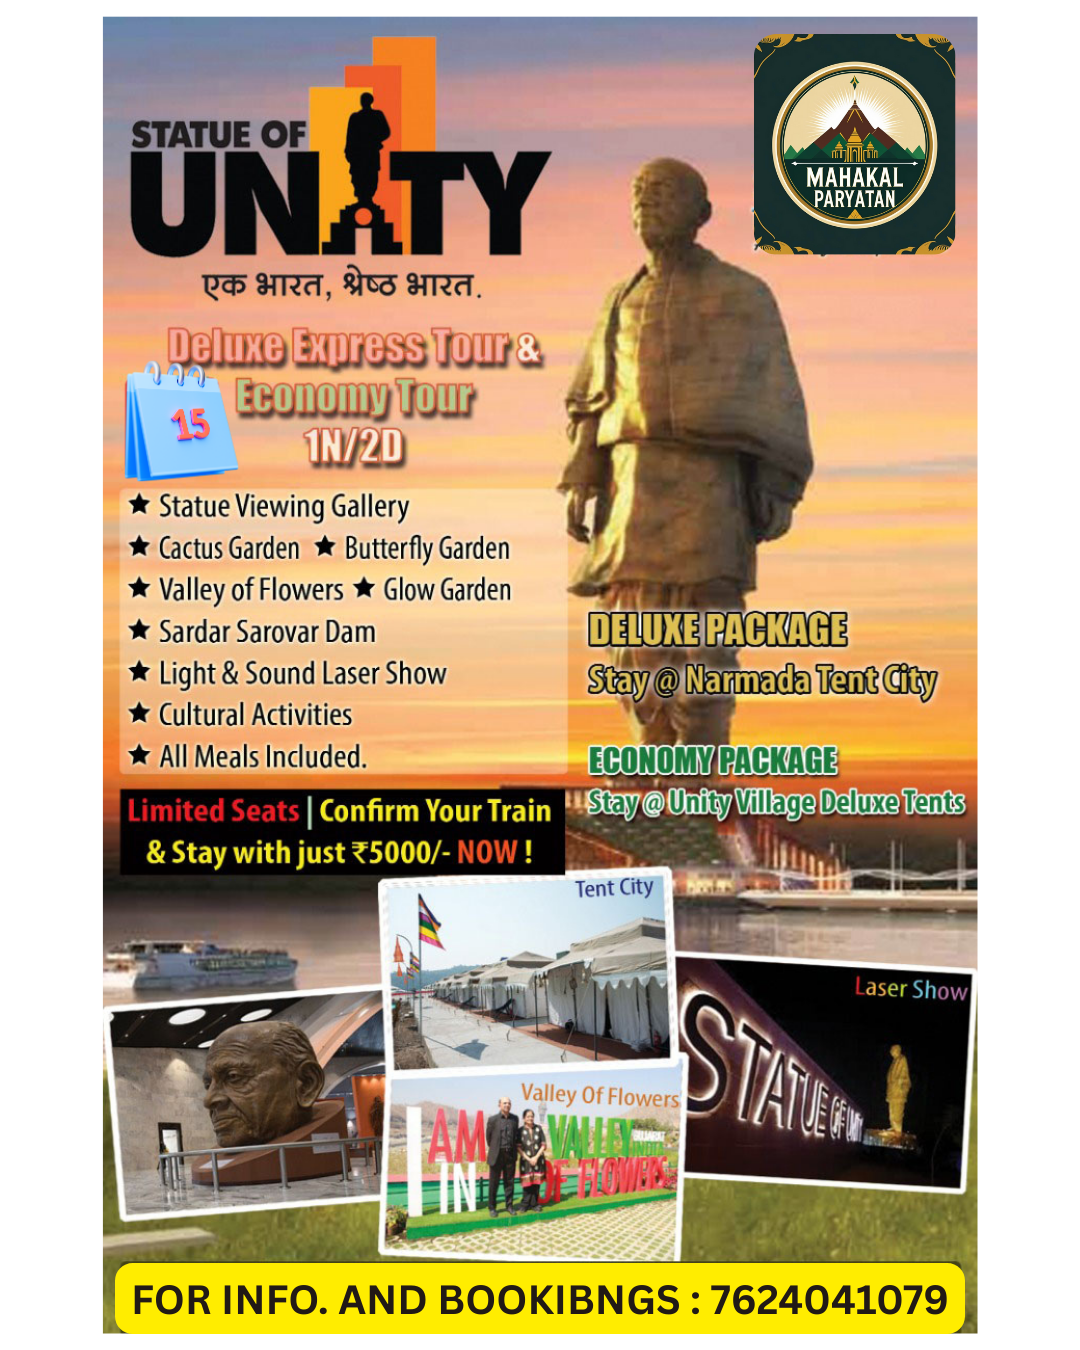 STATUE OF
UNITY
एक भारत, श्रेष्ठ भारत.
MAHAKAL
PARYATAN
Deluxe Express Tour &
Economy Tour
15
1N/2D
★ Statue Viewing Gallery
★ Cactus Garden ★ Butterfly Garden
★ Valley of Flowers ★ Glow Garden
★ Sardar Sarovar Dam
★ Light & Sound Laser Show
★ Cultural Activities
★ All Meals Included.
DELUXE PACKAGE
Stay @ Narmada Tent City
ECONOMY PACKAGE
Stay @ Unity Village Deluxe Tents
Limited Seats | Confirm Your Train
& Stay with just ₹5000/- NOW !
Tent City
Laser Show
STATUE OF UNITY
Valley Of Flowers
I AM VALLEY
IN OF FLOWERS
FOR INFO. AND BOOKIBNGS : 7624041079